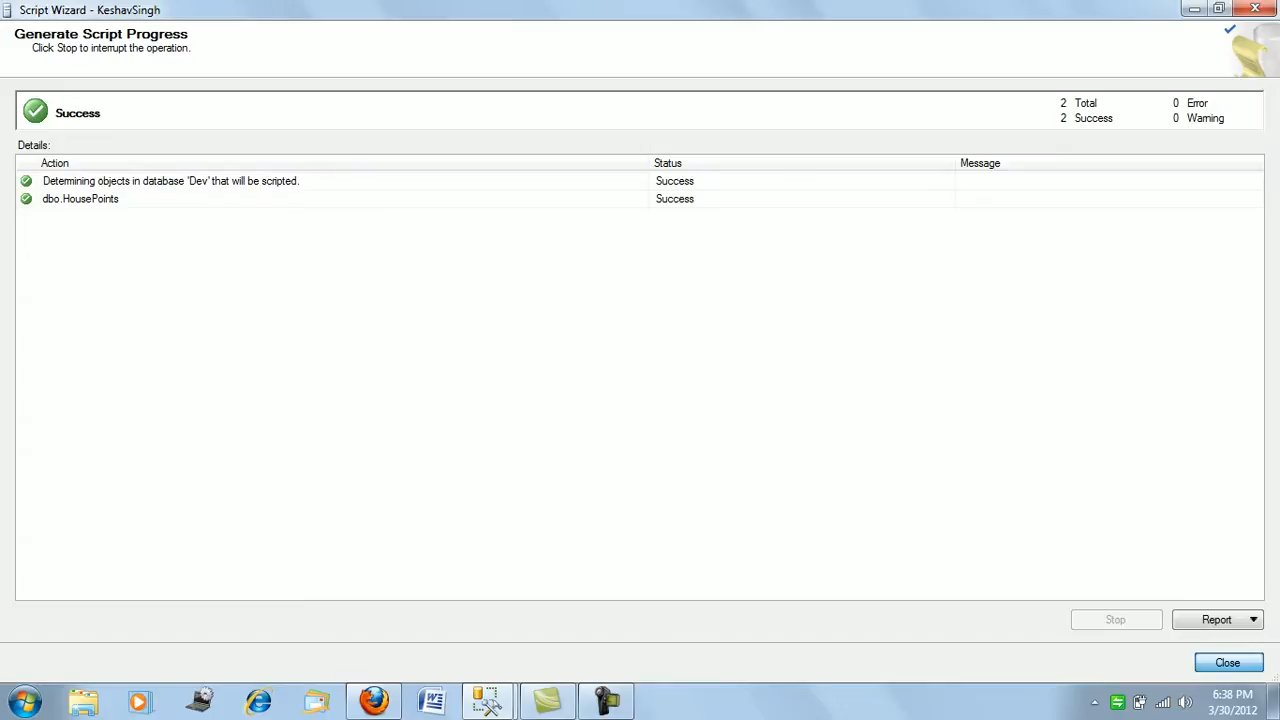 Script Wizard - KeshavSingh
Generate Script Progress
Click Stop to interrupt the operation.
Success
2 Total 0 Error
2 Success 0 Warning
Details:
Action Status Message
Determining objects in database 'Dev' that will be scripted. Success
dbo.HousePoints Success
Stop Report
Close
6:38 PM
3/30/2012